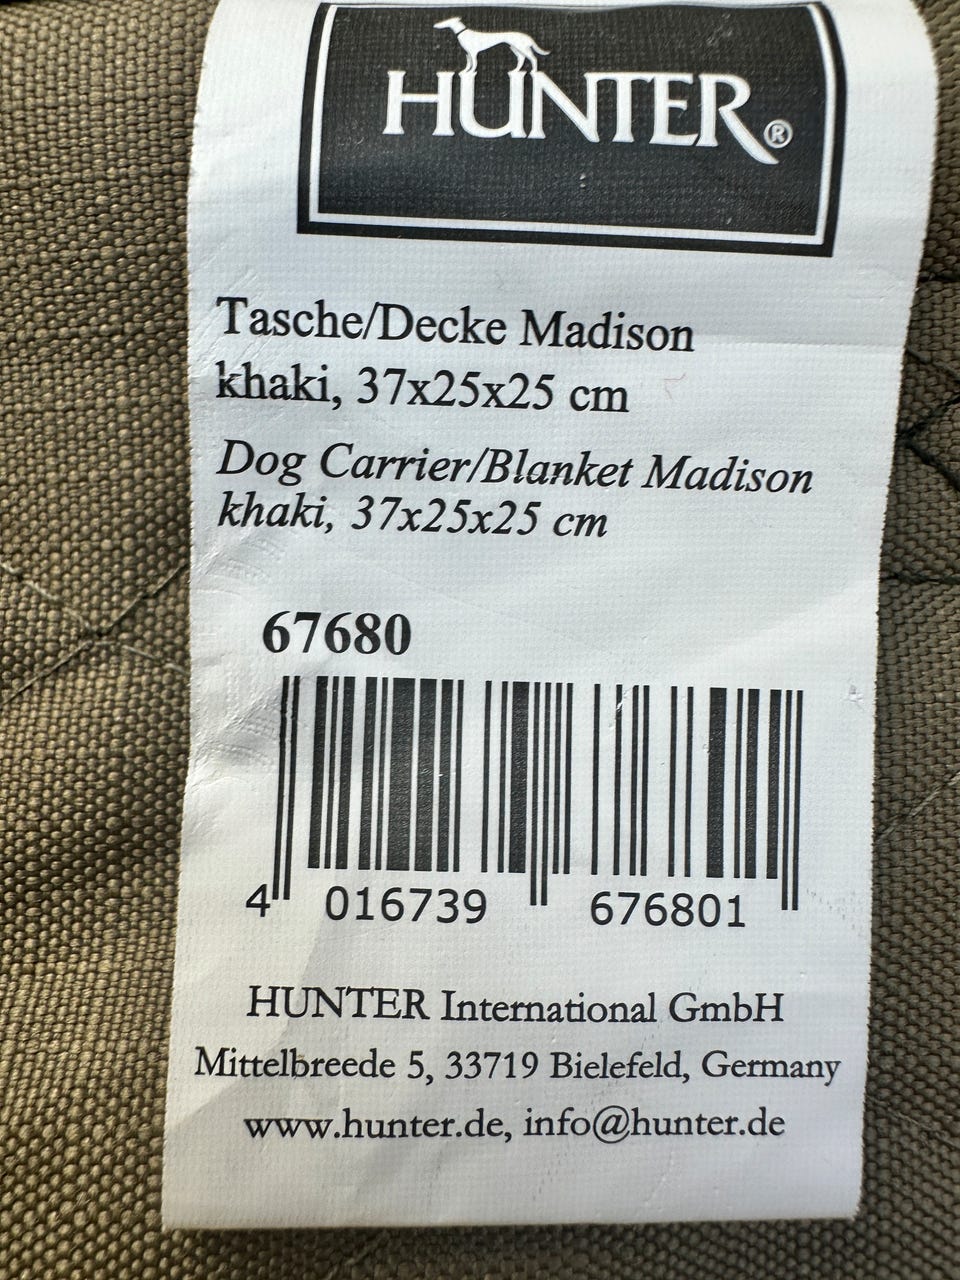 HUNTER®
Tasche/Decke Madison
khaki, 37x25x25 cm
Dog Carrier/Blanket Madison
khaki, 37x25x25 cm
67680
4 016739 676801
HUNTER International GmbH
Mittelbreede 5, 33719 Bielefeld, Germany
www.hunter.de, info@hunter.de